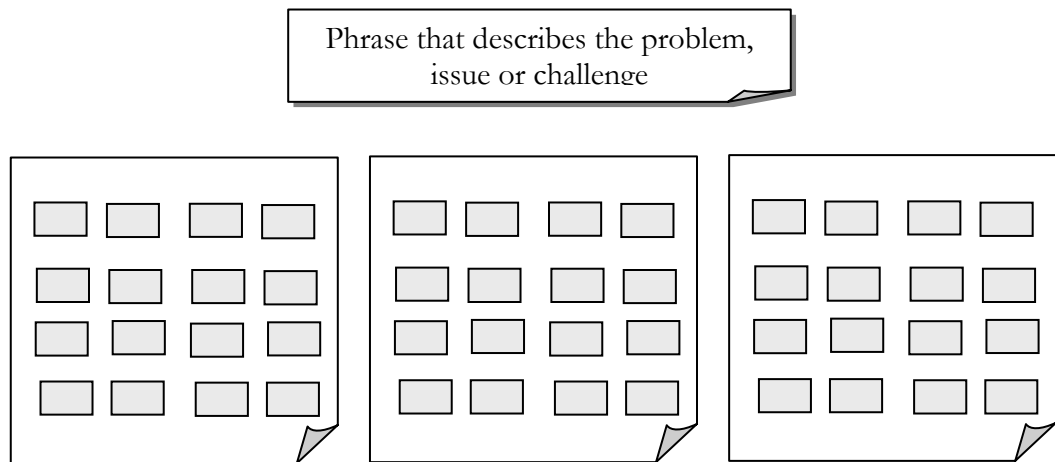 Phrase that describes the problem,
issue or challenge